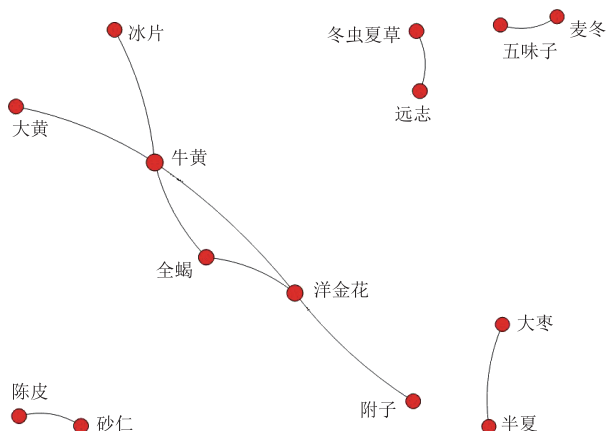 冰片
冬虫夏草
麦冬
五味子
大黄
远志
牛黄
全蝎
洋金花
大枣
陈皮
附子
砂仁
半夏